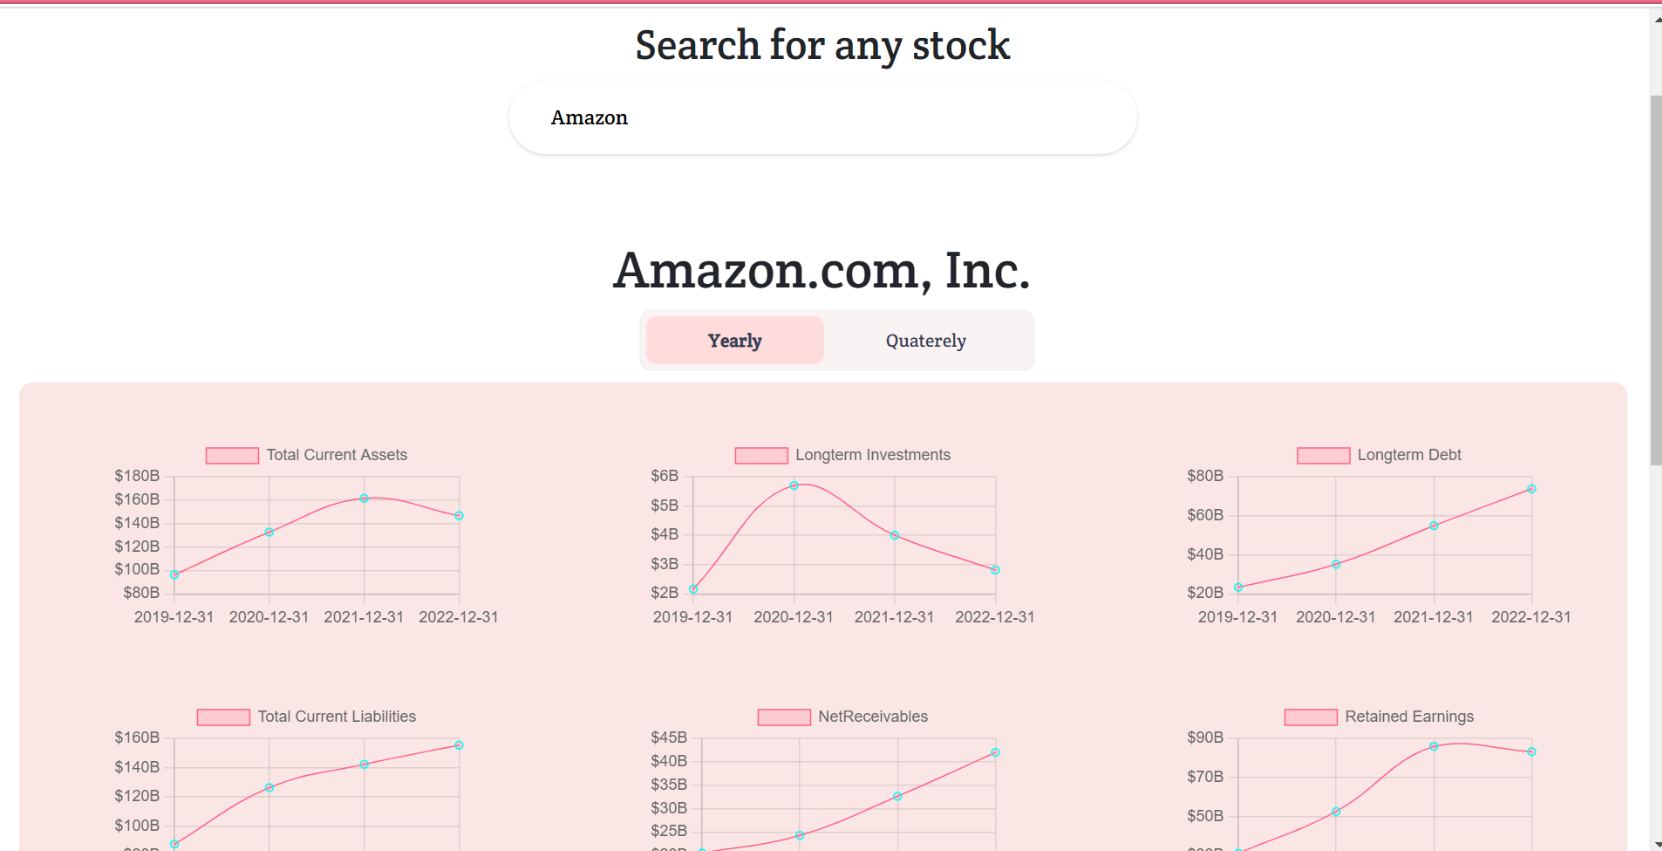 Search for any stock
Amazon
Amazon.com, Inc.
Yearly Quaterely
Total Current Assets
$180B
$160B
$140B
$120B
$100B
$80B
2019-12-31 2020-12-31 2021-12-31 2022-12-31
Longterm Investments
$6B
$5B
$4B
$3B
$2B
2019-12-31 2020-12-31 2021-12-31 2022-12-31
Longterm Debt
$80B
$60B
$40B
$20B
2019-12-31 2020-12-31 2021-12-31 2022-12-31
Total Current Liabilities
$160B
$140B
$120B
$100B
NetReceivables
$45B
$40B
$35B
$30B
$25B
Retained Earnings
$90B
$70B
$50B